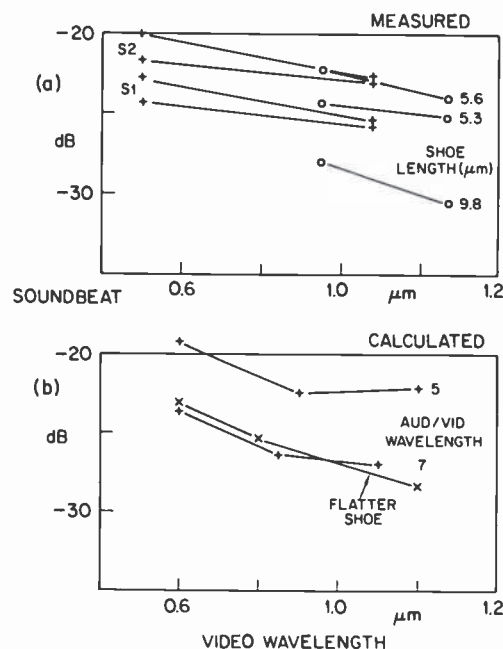 MEASURED
-20
S2
(a)
S1
5.6
5.3
dB
SHOE
LENGTH(μm)
-30
9.8
SOUNDBEAT
0.6
1.0
μm
1.2
CALCULATED
-20
(b)
5
dB
AUD/VID
WAVELENGTH
7
FLATTER
SHOE
-30
0.6
1.0
μm
1.2
VIDEO WAVELENGTH